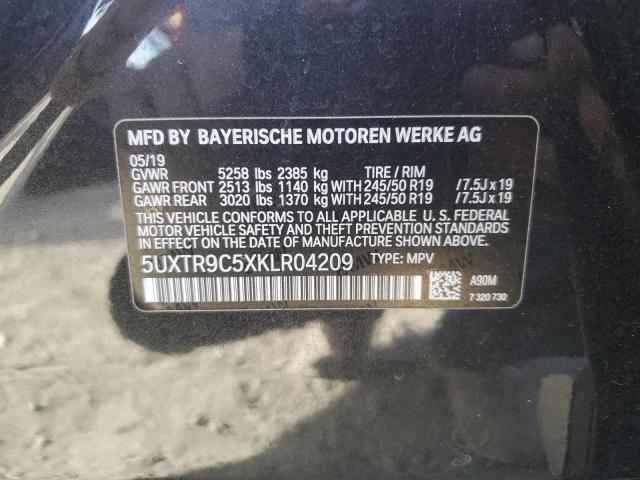 MFD BY BAYERISCHE MOTOREN WERKE AG
05/19
GVWR 5258 lbs 2385 kg TIRE / RIM
GAWR FRONT 2513 lbs 1140 kg WITH 245/50 R19 /7.5J x 19
GAWR REAR 3020 lbs 1370 kg WITH 245/50 R19 /7.5J x 19
THIS VEHICLE CONFORMS TO ALL APPLICABLE U. S. FEDERAL
MOTOR VEHICLE SAFETY AND THEFT PREVENTION STANDARDS
IN EFFECT ON THE DATE OF MANUFACTURE SHOWN ABOVE.
5UXTR9C5XKLR04209 TYPE: MPV
A90M
7 320 730